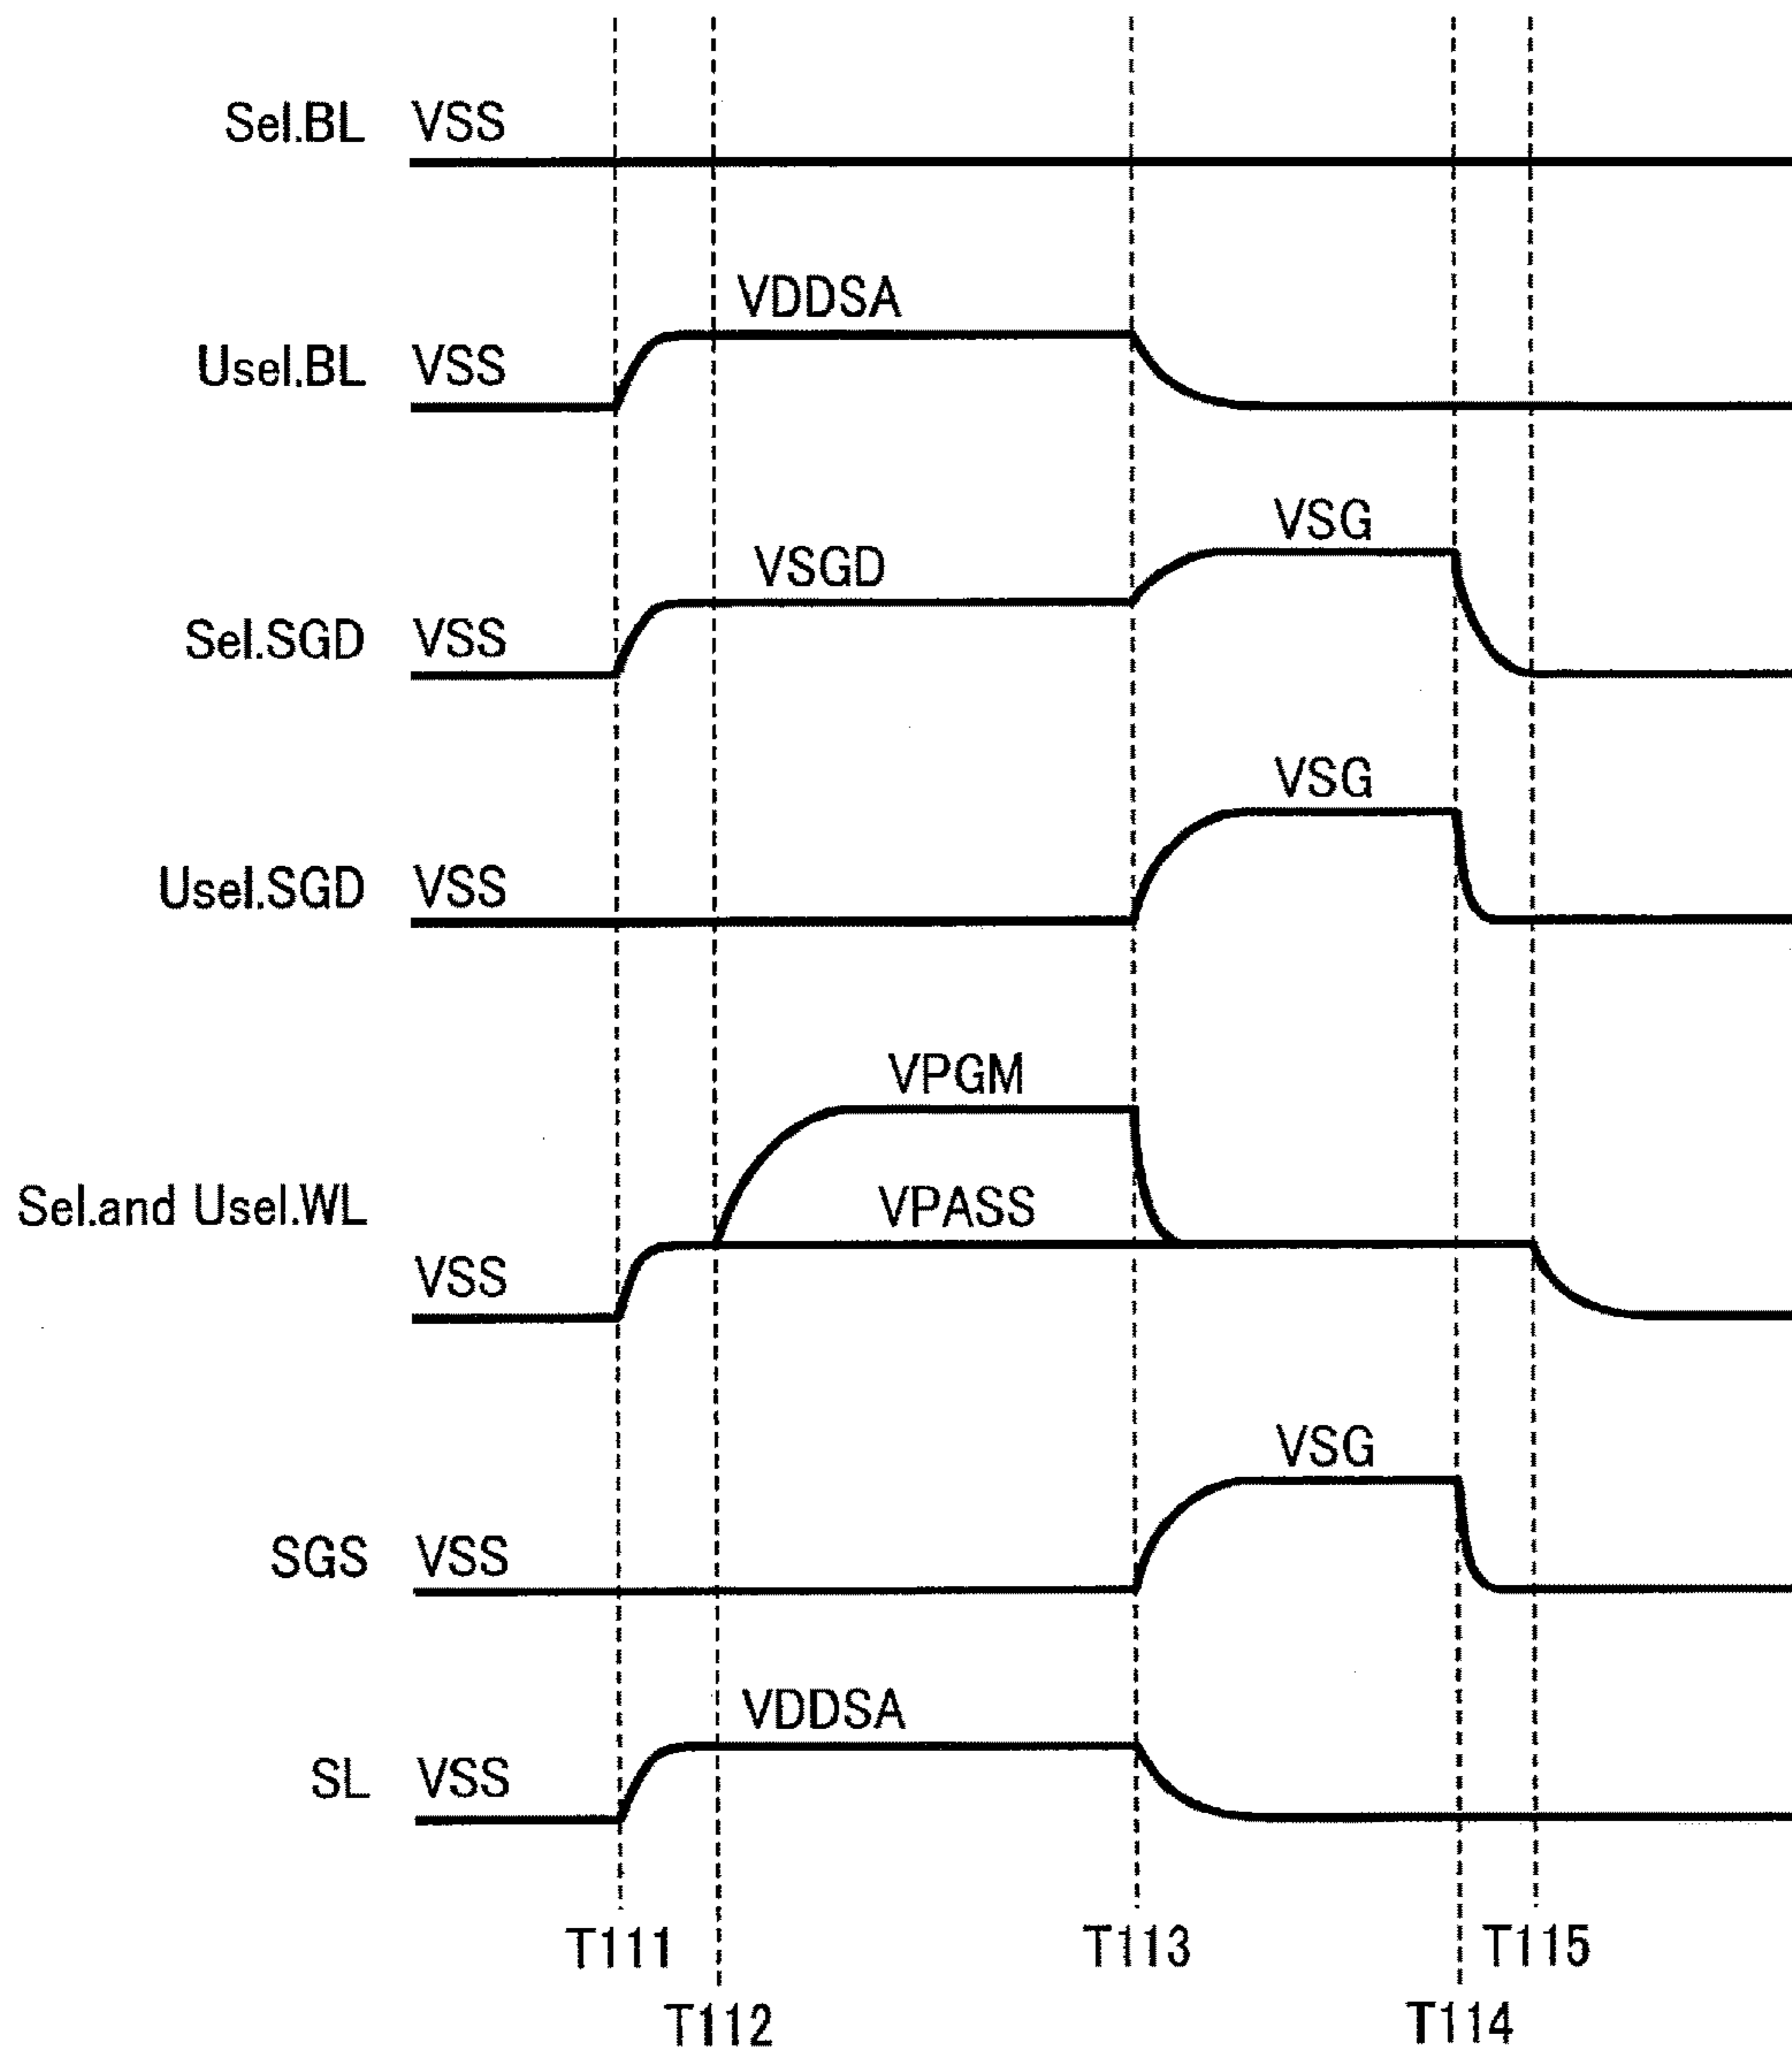 Sel.BL VSS
VDDSA
Usel.BL VSS
VSG
VSGD
Sel.SGD VSS
VSG
Usel.SGD VSS
VPGM
Sel.and Usel.WL VPASS
VSS
VSG
SGS VSS
VDDSA
SL VSS
T111 T113 T115
T112 T114